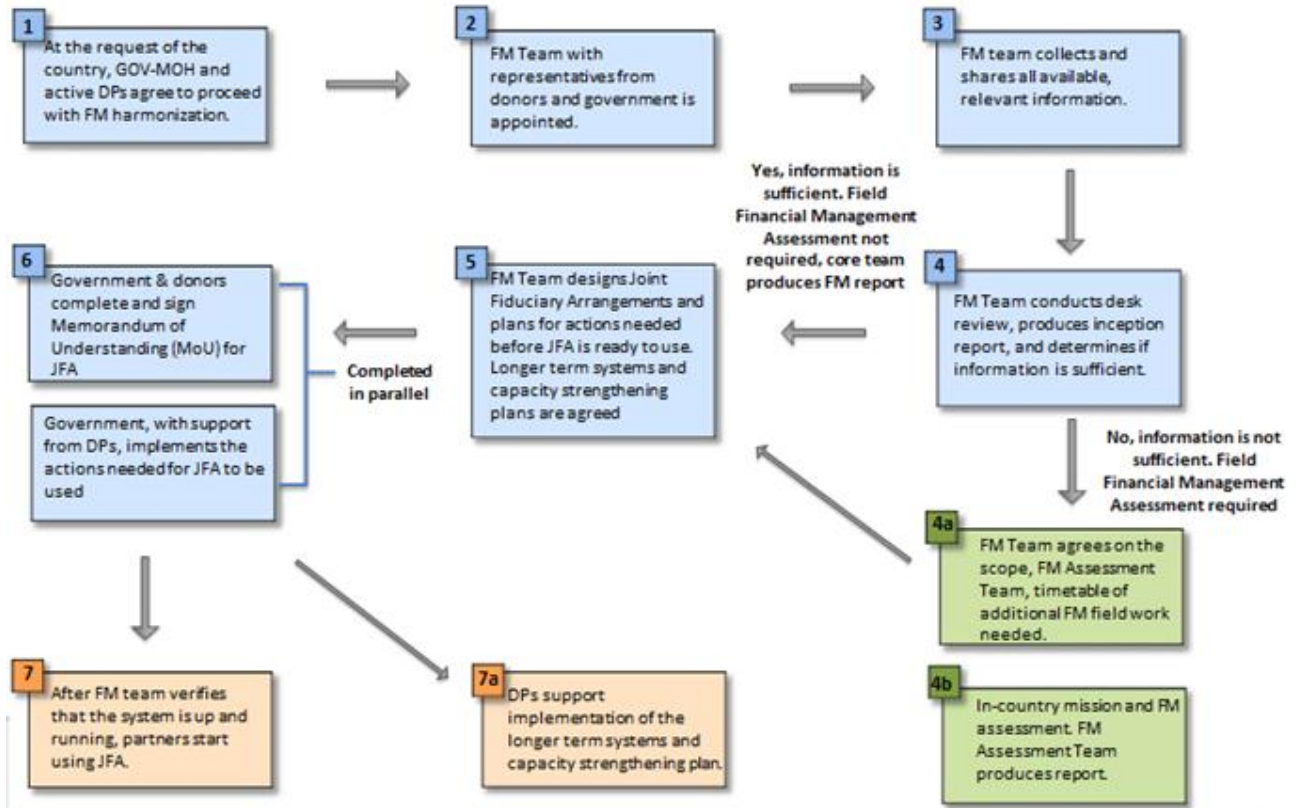 1
At the request of the
country, GOV-MOH and
active DPs agree to proceed
with FM harmonization.
2
FM Team with
representatives from
donors and government is
appointed.
3
FM team collects and
shares all available,
relevant information.
Yes, information is
sufficient. Field
Financial Management
Assessment not
required, core team
produces FM report
4
FM Team conducts desk
review, produces inception
report, and determines if
information is sufficient.
5
FM Team designs Joint
Fiduciary Arrangements and
plans for actions needed
before JFA is ready to use.
Longer term systems and
capacity strengthening
plans are agreed
6
Government & donors
complete and sign
Memorandum of
Understanding (MoU) for
JFA
Completed
in parallel
Government, with support
from DPs, implements the
actions needed for JFA to be
used
No, information is not
sufficient. Field
Financial Management
Assessment required
4a
FM Team agrees on the
scope, FM Assessment
Team, timetable of
additional FM field work
needed.
4b
In-country mission and FM
assessment. FM
Assessment Team
produces report.
7
After FM team verifies
that the system is up and
running, partners start
using JFA.
7a
DPs support
implementation of the
longer term systems and
capacity strengthening plan.